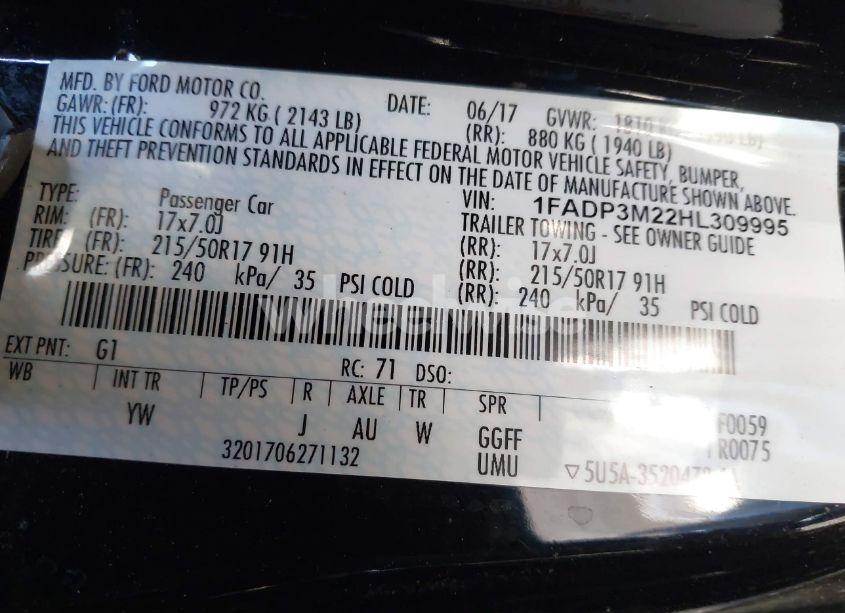 MFD. BY FORD MOTOR CO. DATE: 06/17 GVWR:
GAWR: (FR): 972 KG ( 2143 LB) (RR): 880 KG ( 1940 LB)
THIS VEHICLE CONFORMS TO ALL APPLICABLE FEDERAL MOTOR VEHICLE SAFETY, BUMPER,
AND THEFT PREVENTION STANDARDS IN EFFECT ON THE DATE OF MANUFACTURE SHOWN ABOVE.
VIN: 1FADP3M22HL309995
TYPE: Passenger Car TRAILER TOWING - SEE OWNER GUIDE
RIM: (FR): 17x7.0J (RR): 17x7.0J
TIRE (FR): 215/50R17 91H (RR): 215/50R17 91H
PRESSURE: (FR): 240 kPa/ 35 PSI COLD (RR): 240 kPa/ 35 PSI COLD
wheelwise
EXT PNT: G1 RC: 71 DSO:
WB INT TR TP/PS R AXLE TR SPR
YW J AU W GGFF F0059
3201706271132 UMU R0075
5U5A-3520472